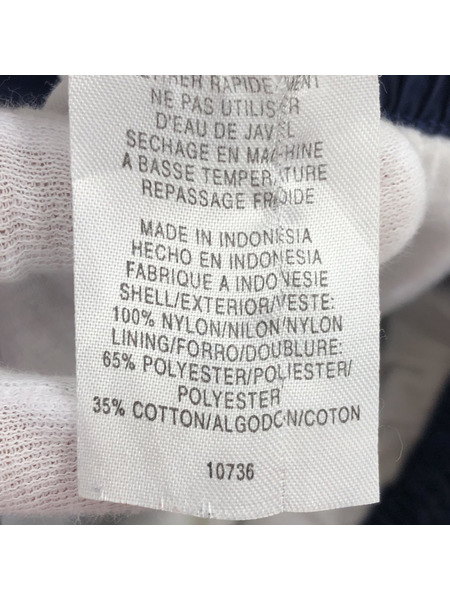 RAPIDEMENT
NE PAS UTILISER
D'EAU DE JAVEL
SECHAGE EN MACHINE
A BASSE TEMPERATURE
REPASSAGE FROIDE
MADE IN INDONESIA
HECHO EN INDONESIA
FABRIQUE A INDONESIE
SHELL/EXTERIOR/VESTE:
100% NYLON/NILON/NYLON
LINING/FORRO/DOUBLURE:
65% POLYESTER/POLIESTER/
POLYESTER
35% COTTON/ALGODON/COTON
10736